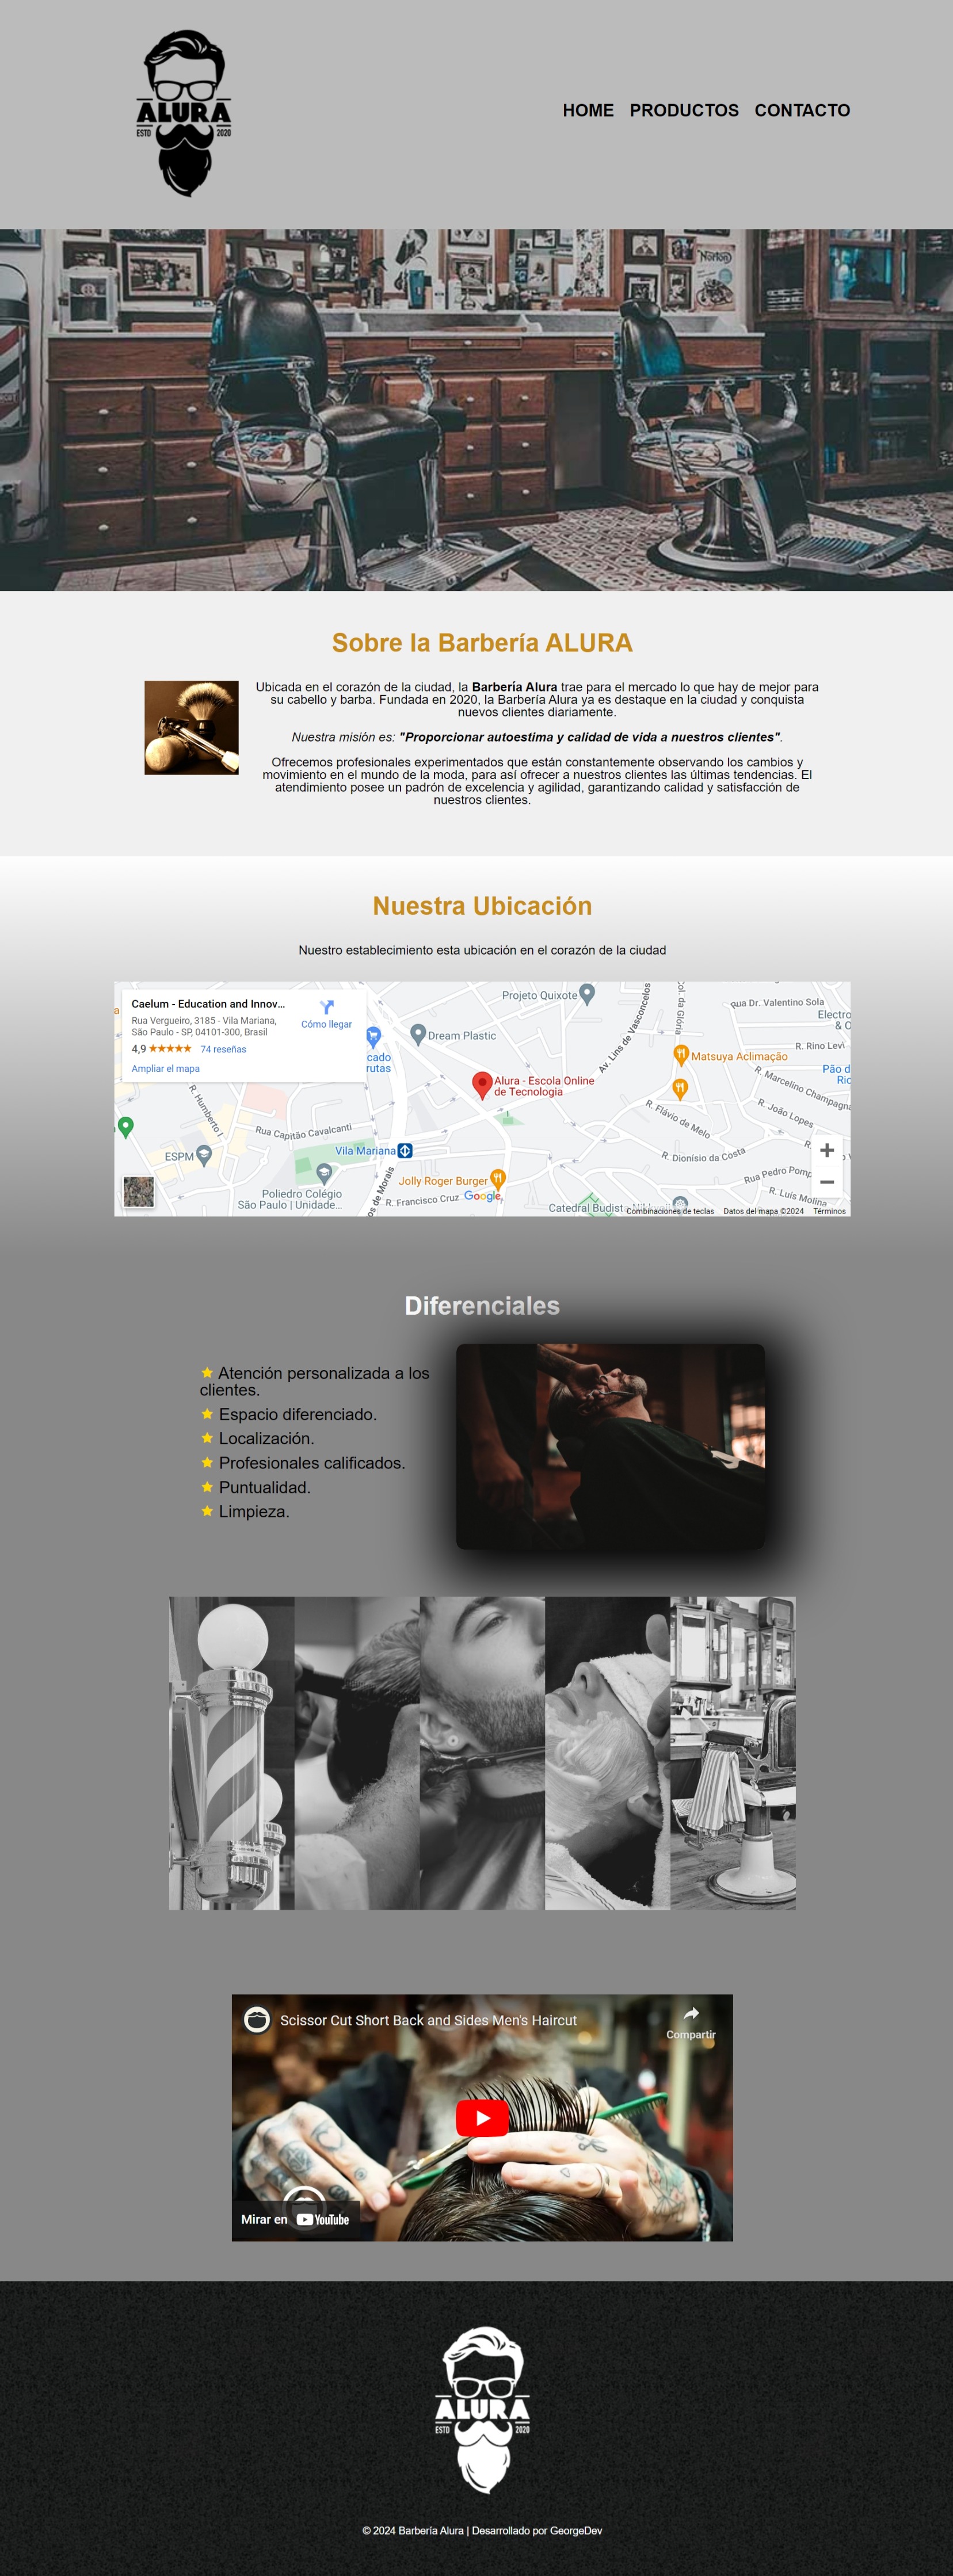 ALURA
ESTD 2020
HOME PRODUCTOS CONTACTO
Norton
Sobre la Barbería ALURA
Ubicada en el corazón de la ciudad, la Barbería Alura trae para el mercado lo que hay de mejor para
su cabello y barba. Fundada en 2020, la Barbería Alura ya es destaque en la ciudad y conquista
nuevos clientes diariamente.
Nuestra misión es: "Proporcionar autoestima y calidad de vida a nuestros clientes".
Ofrecemos profesionales experimentados que están constantemente observando los cambios y
movimiento en el mundo de la moda, para así ofrecer a nuestros clientes las últimas tendencias. El
atendimiento posee un padrón de excelencia y agilidad, garantizando calidad y satisfacción de
nuestros clientes.
Nuestra Ubicación
Nuestro establecimiento esta ubicación en el corazón de la ciudad
Caelum - Education and Innov...
Rua Vergueiro, 3185 - Vila Mariana,
São Paulo - SP, 04101-300, Brasil
Cómo llegar
4,9 74 reseñas
Ampliar el mapa
Projeto Quixote
Dream Plastic
cado
rutas
Av. Lins de Vasconcelos
Col. da Glória
Rua Dr. Valentino Sola
Electro
& C
R. Rino Levi
Matsuya Aclimação
Pão d
Ric
Alura - Escola Online
de Tecnologia
R. Marcelino Champagna
R. João Lopes
R. Flávio de Melo
R. Humberto I
Rua Capitão Cavalcanti
Vila Mariana
ESPM
R. Dionísio da Costa
Rua Pedro Pomp
R. Luís Molina
Jolly Roger Burger
Poliedro Colégio
São Paulo | Unidade...
os de Morais
R. Francisco Cruz
Google
Catedral Budist
Combinaciones de teclas Datos del mapa ©2024 Términos
Diferenciales
Atención personalizada a los
clientes.
Espacio diferenciado.
Localización.
Profesionales calificados.
Puntualidad.
Limpieza.
Scissor Cut Short Back and Sides Men's Haircut
Compartir
Mirar en YouTube
ALURA
ESTD 2020
© 2024 Barbería Alura | Desarrollado por GeorgeDev